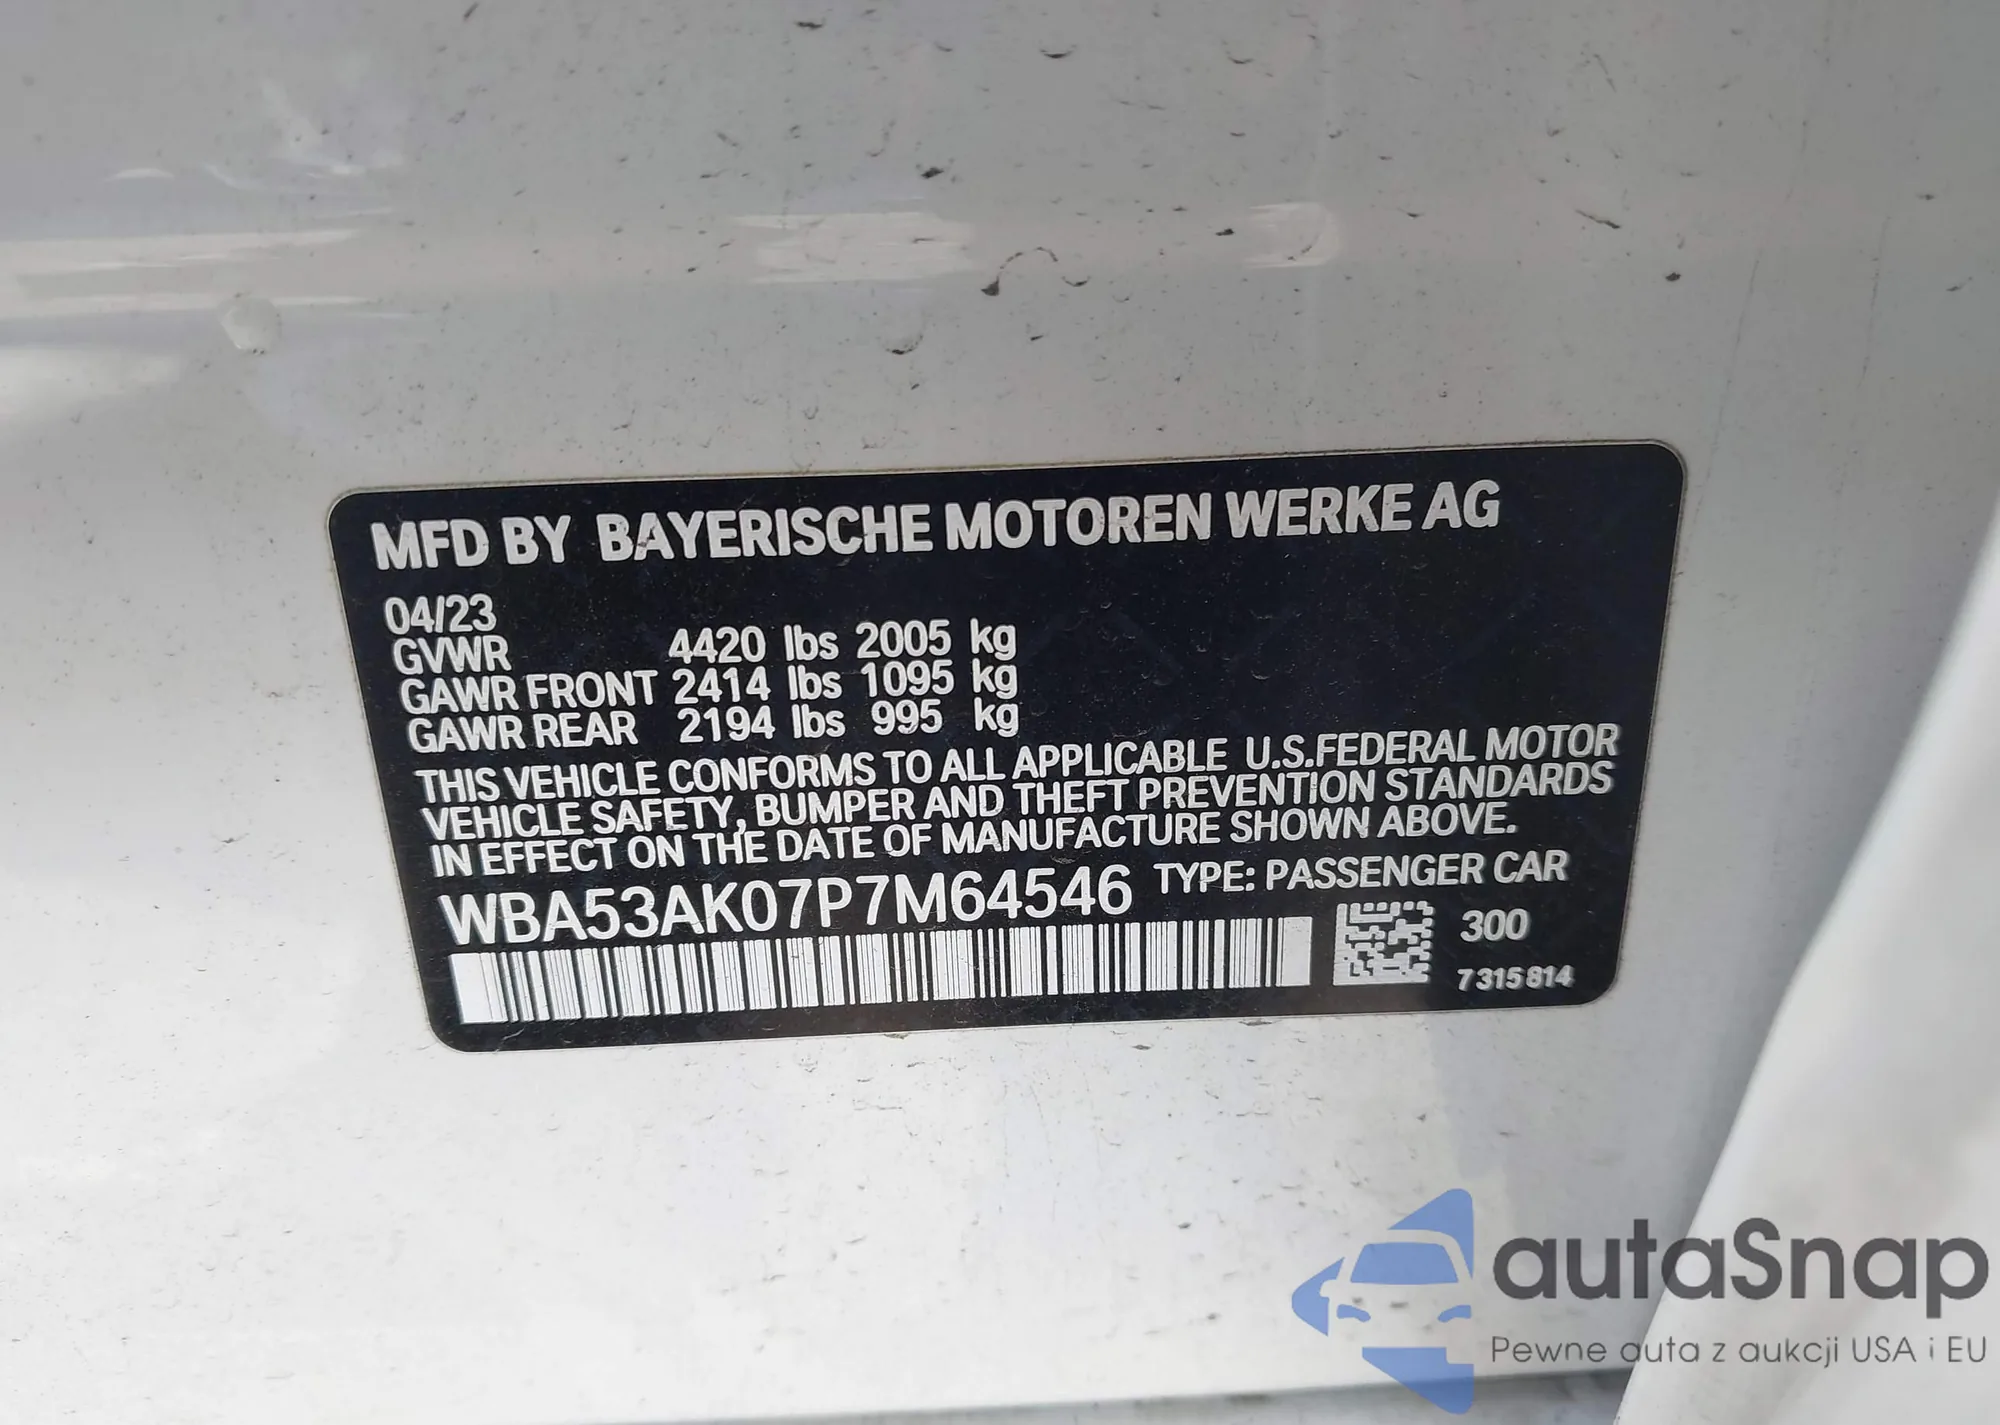 MFD BY BAYERISCHE MOTOREN WERKE AG
04/23
GVWR 4420 lbs 2005 kg
GAWR FRONT 2414 lbs 1095 kg
GAWR REAR 2194 lbs 995 kg
THIS VEHICLE CONFORMS TO ALL APPLICABLE U.S.FEDERAL MOTOR
VEHICLE SAFETY, BUMPER AND THEFT PREVENTION STANDARDS
IN EFFECT ON THE DATE OF MANUFACTURE SHOWN ABOVE.
WBA53AK07P7M64546 TYPE: PASSENGER CAR
300
7315814
autaSnap
Pewne auta z aukcji USA i EU